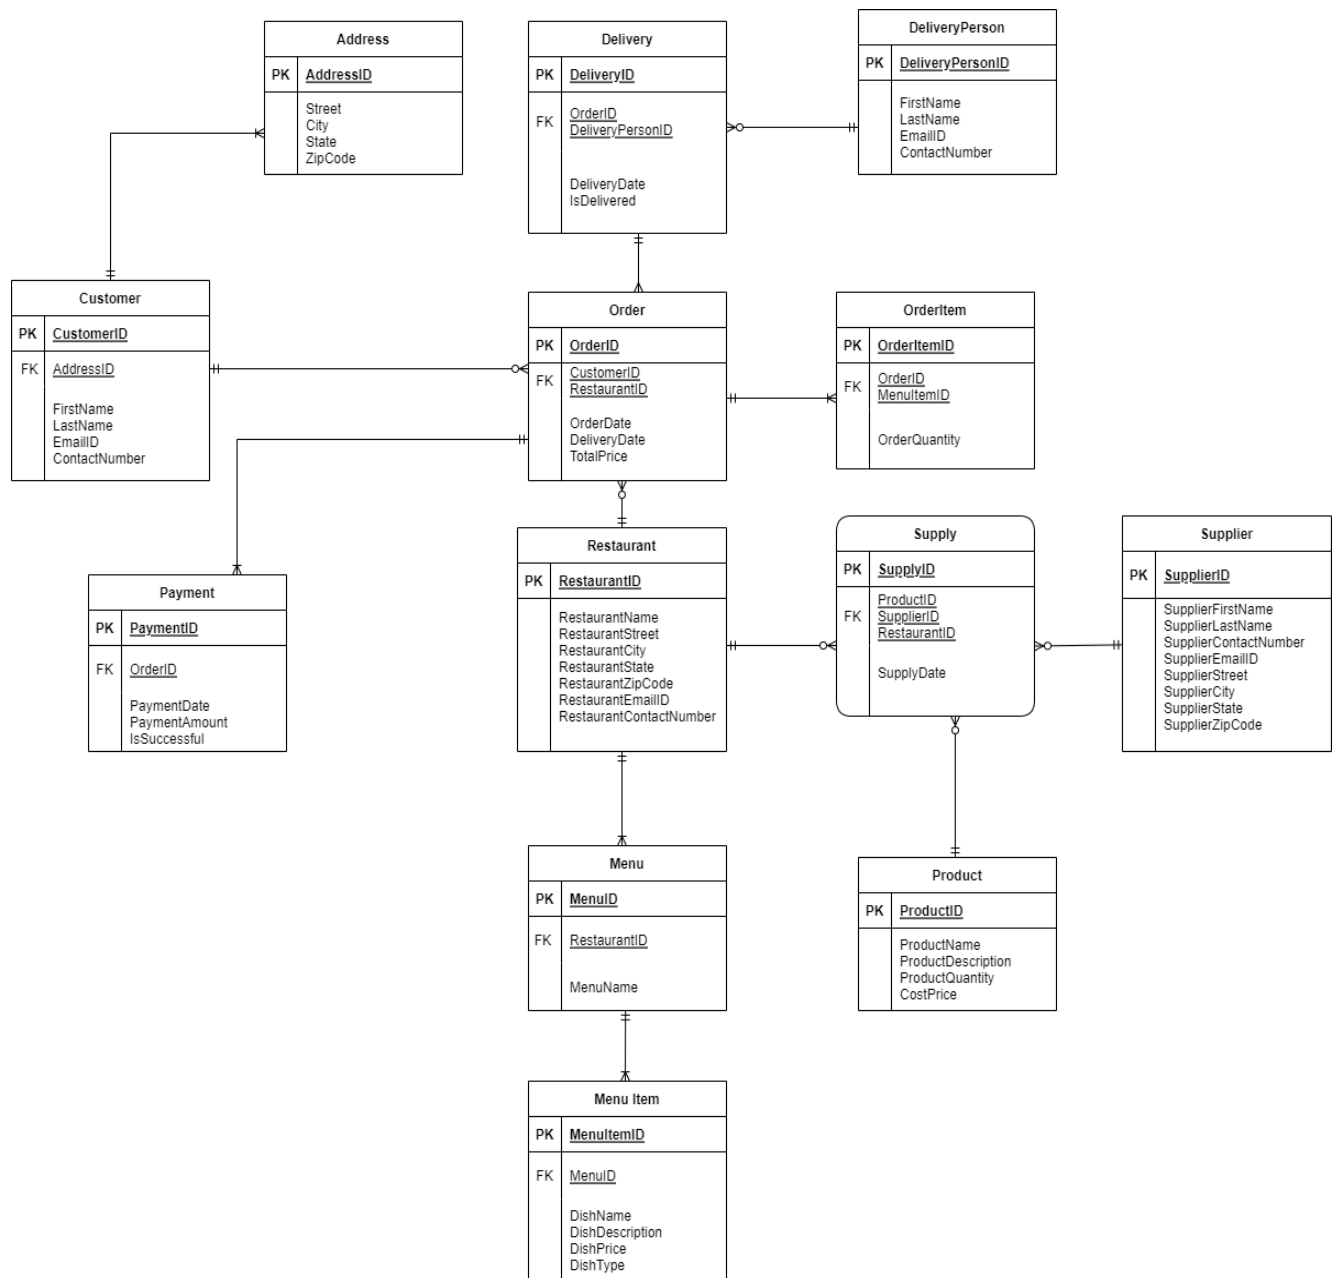 Address
PK AddressID
Street
City
State
ZipCode
Delivery
PK DeliveryID
OrderID
FK
DeliveryPersonID
DeliveryDate
IsDelivered
DeliveryPerson
PK DeliveryPersonID
FirstName
LastName
EmailID
ContactNumber
Customer
PK CustomerID
FK AddressID
FirstName
LastName
EmailID
ContactNumber
Order
PK OrderID
CustomerID
FK
RestaurantID
OrderDate
DeliveryDate
TotalPrice
OrderItem
PK OrderItemID
OrderID
FK
MenuItemID
OrderQuantity
Payment
PK PaymentID
FK OrderID
PaymentDate
PaymentAmount
IsSuccessful
Restaurant
PK RestaurantID
RestaurantName
RestaurantStreet
RestaurantCity
RestaurantState
RestaurantZipCode
RestaurantEmailID
RestaurantContactNumber
Supply
PK SupplyID
ProductID
FK SupplierID
RestaurantID
SupplyDate
Supplier
PK SupplierID
SupplierFirstName
SupplierLastName
SupplierContactNumber
SupplierEmailID
SupplierStreet
SupplierCity
SupplierState
SupplierZipCode
Menu
PK MenuID
FK RestaurantID
MenuName
Product
PK ProductID
ProductName
ProductDescription
ProductQuantity
CostPrice
Menu Item
PK MenuItemID
FK MenuID
DishName
DishDescription
DishPrice
DishType